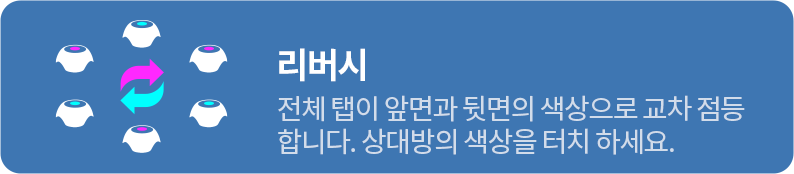 리버시
전체 탭이 앞면과 뒷면의 색상으로 교차 점등
합니다. 상대방의 색상을 터치 하세요.